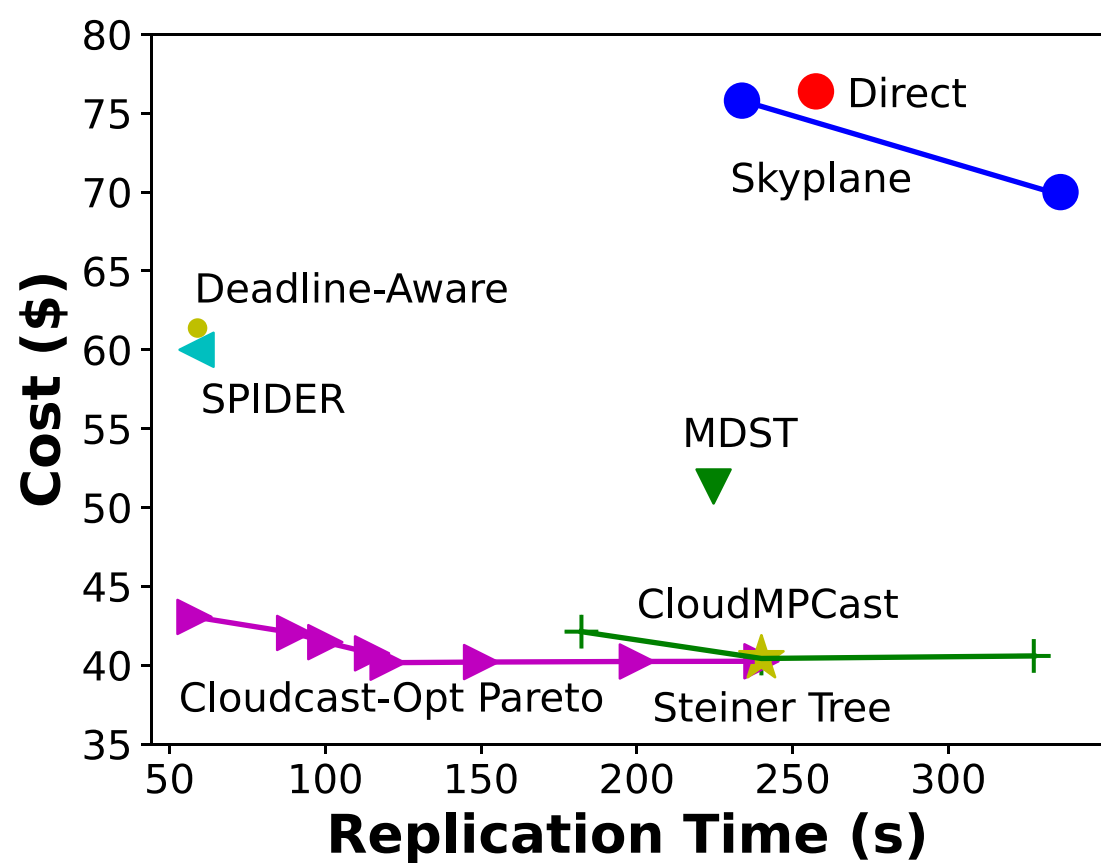 80
75
70
65
60
55
50
45
40
35
Cost ($)
Direct
Skyplane
Deadline-Aware
SPIDER
MDST
CloudMPCast
Cloudcast-Opt Pareto
Steiner Tree
50 100 150 200 250 300
Replication Time (s)